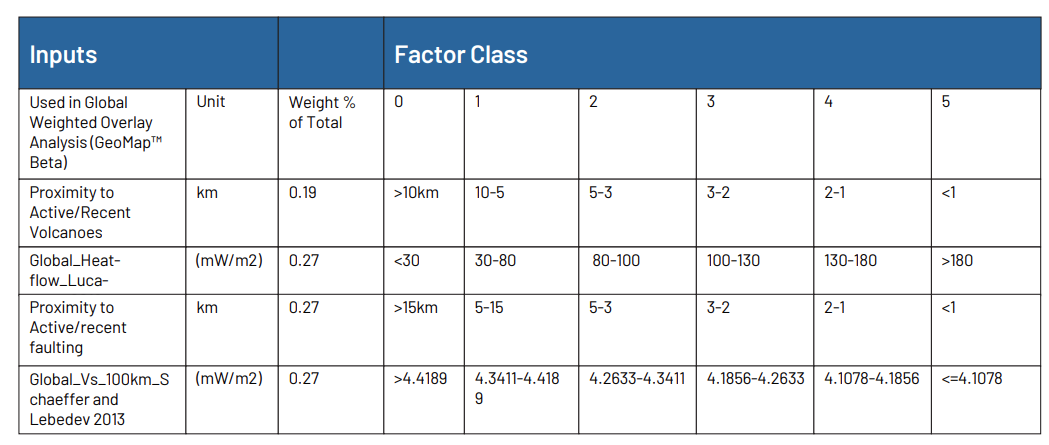 Inputs Factor Class
Used in Global Unit Weight % 0 1 2 3 4 5
Weighted Overlay of Total
Analysis (GeoMap™
Beta)
Proximity to km 0.19 >10km 10-5 5-3 3-2 2-1 <1
Active/Recent
Volcanoes
Global_Heat- (mW/m2) 0.27 <30 30-80 80-100 100-130 130-180 >180
flow_Luca-
Proximity to km 0.27 >15km 5-15 5-3 3-2 2-1 <1
Active/recent
faulting
Global_Vs_100km_S (mW/m2) 0.27 >4.4189 4.3411-4.418 4.2633-4.3411 4.1856-4.2633 4.1078-4.1856 <=4.1078
chaeffer and 9
Lebedev 2013